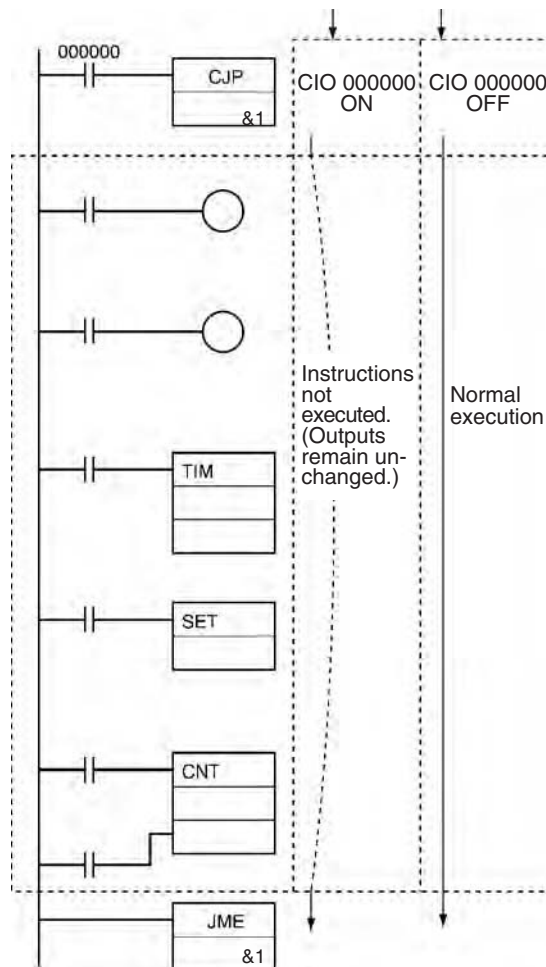 000000
CJP
&1
CIO 000000
ON
CIO 000000
OFF
Instructions
not
executed.
(Outputs
remain un-
changed.)
Normal
execution
TIM
SET
CNT
JME
&1